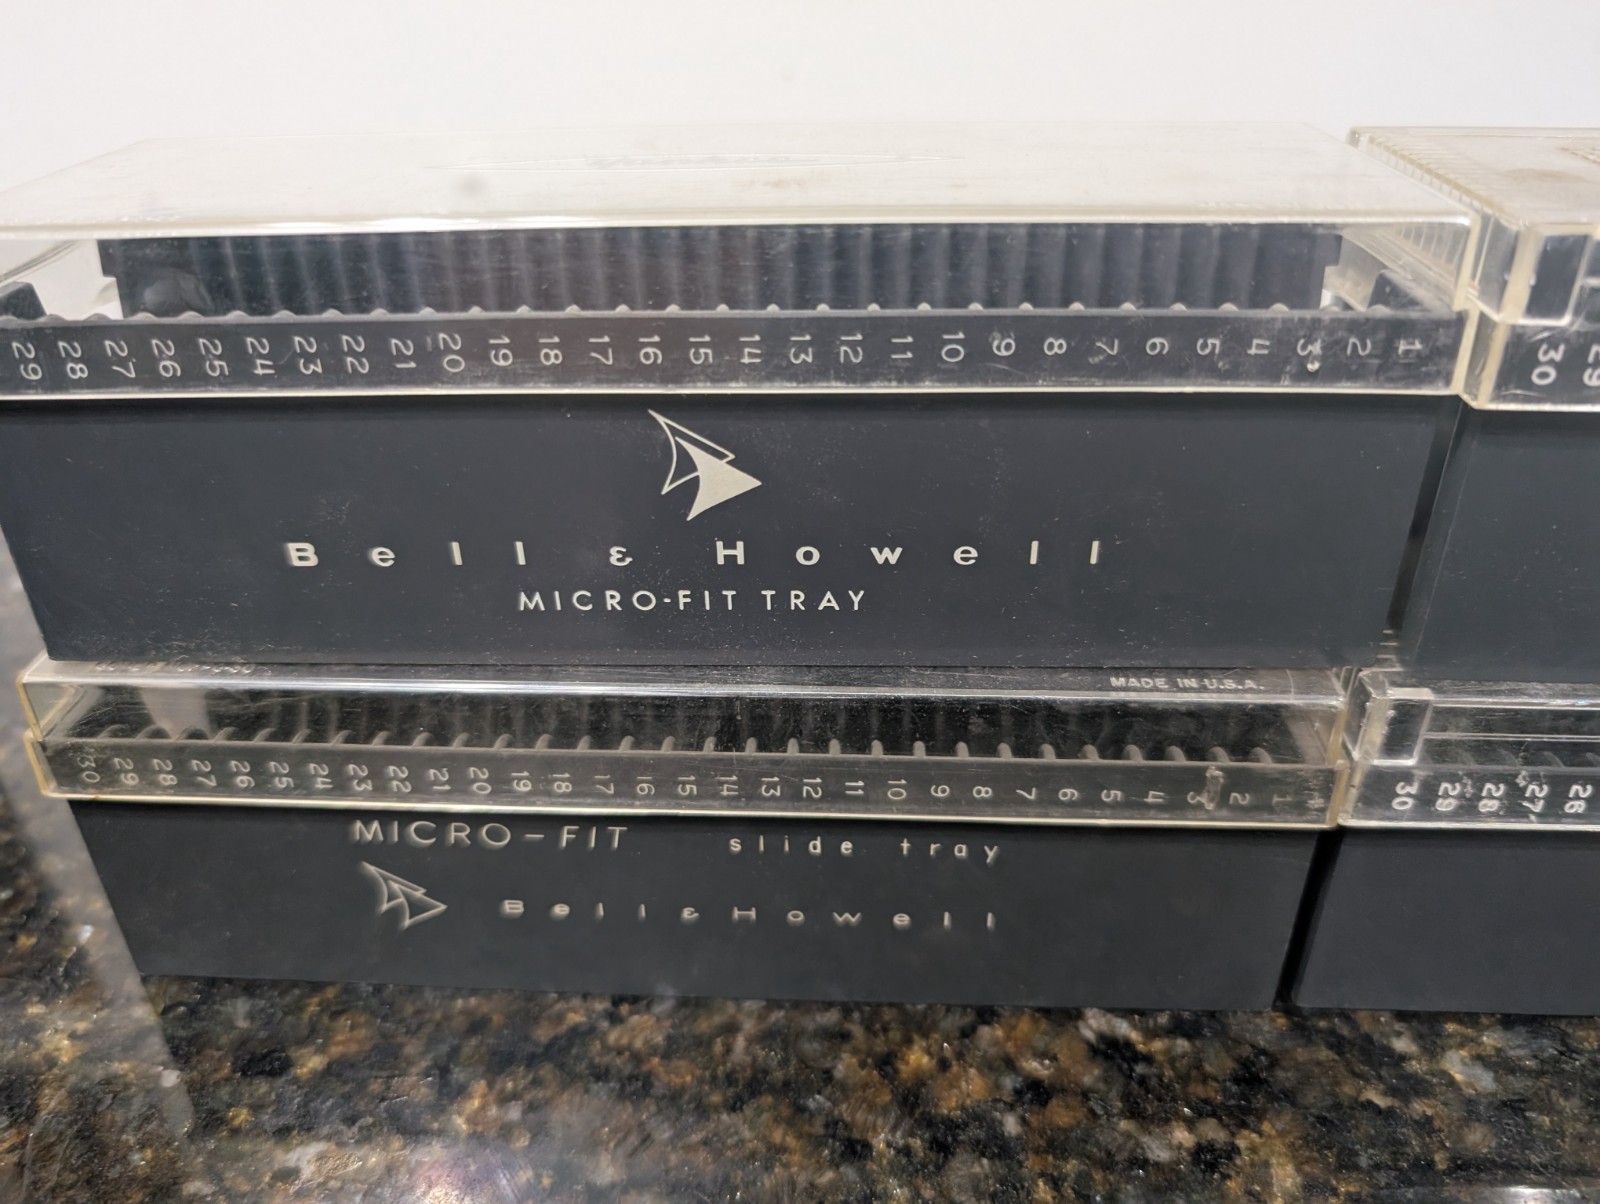 29 28 27 26 25 24 23 22 21 20 19 18 17 16 15 14 13 12 11 10 9 8 7 6 5 4 3 2 1
30 29
Bell & Howell
MICRO-FIT TRAY
MADE IN U.S.A.
30 29 28 27 26 25 24 23 22 21 20 19 18 17 16 15 14 13 12 11 10 9 8 7 6 5 4 3 2 1
30 29 28 27 26
MICRO-FIT slide tray
Bell & Howell